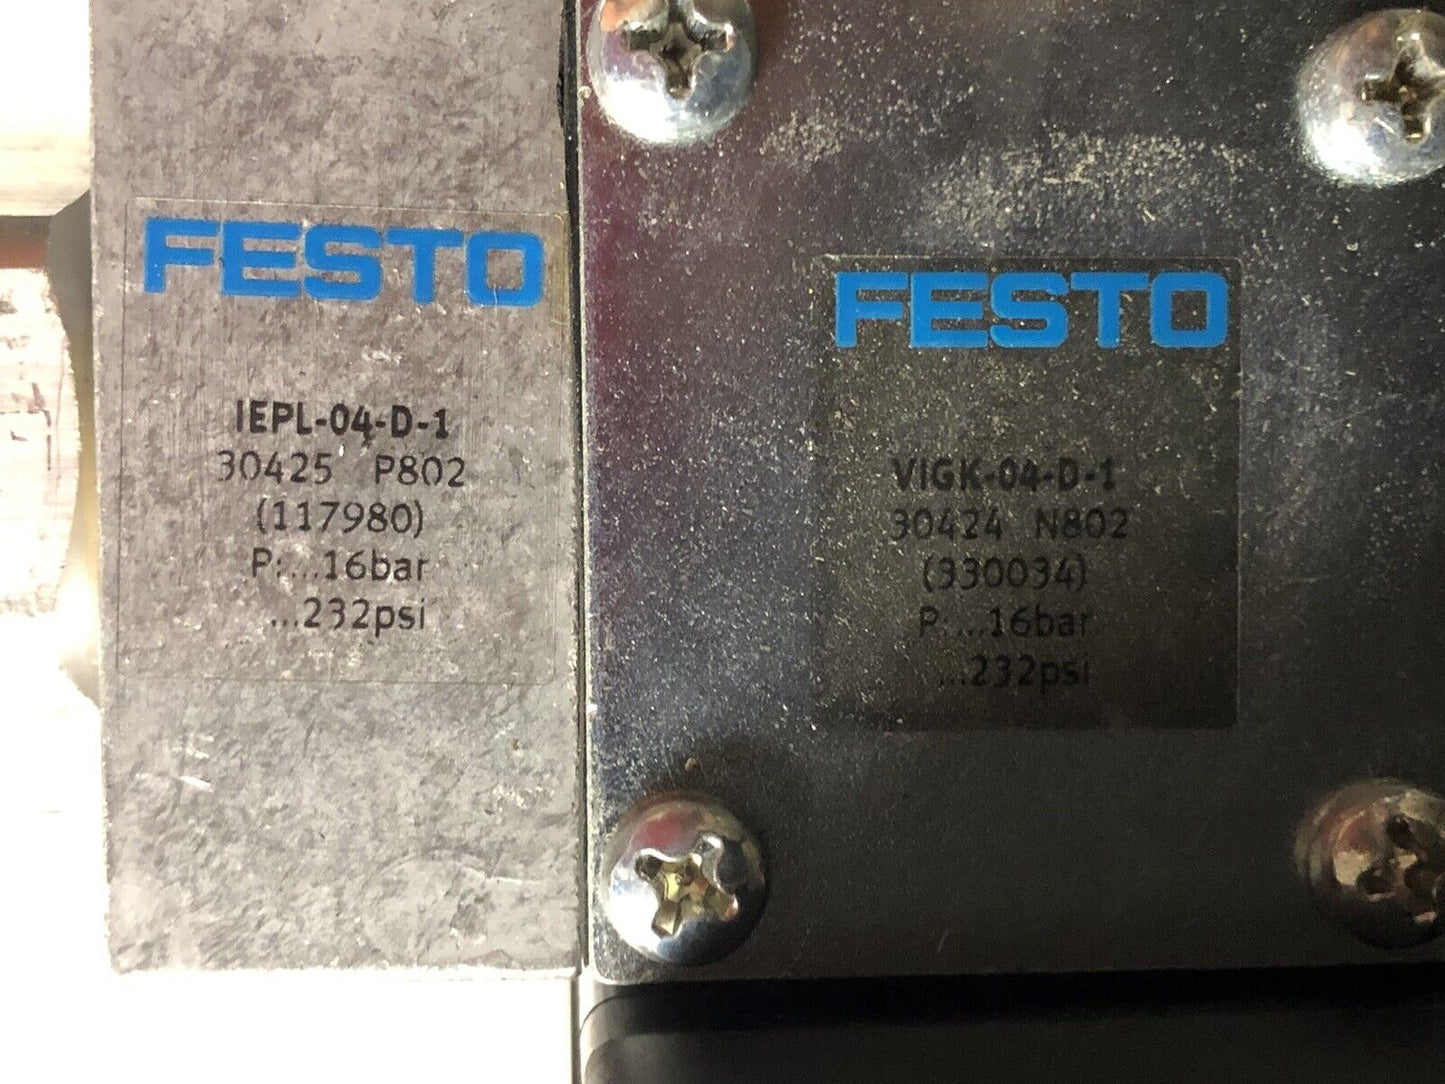 FESTO
IEPL-04-D-1
30425 P802
(117980)
P:...16bar
...232psi
FESTO
VIGK-04-D-1
30424 N802
(330034)
P:...16bar
...232psi